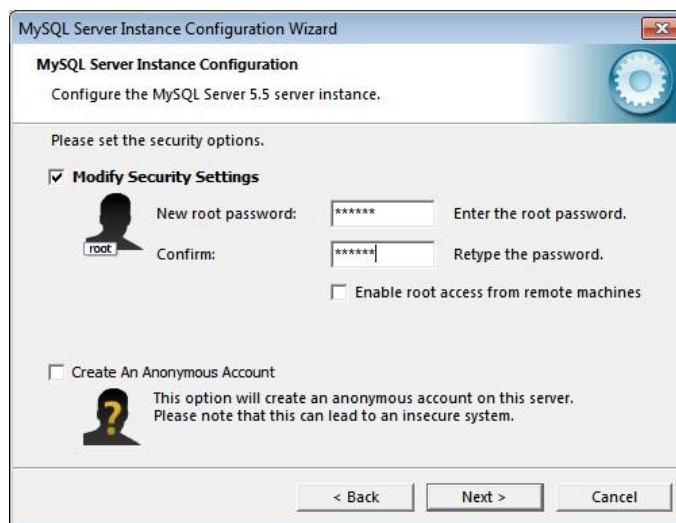 MySQL Server Instance Configuration Wizard
MySQL Server Instance Configuration
Configure the MySQL Server 5.5 server instance.
Please set the security options.
Modify Security Settings
New root password: ****** Enter the root password.
root
Confirm: ****** Retype the password.
Enable root access from remote machines
Create An Anonymous Account
?
This option will create an anonymous account on this server.
Please note that this can lead to an insecure system.
< Back Next > Cancel